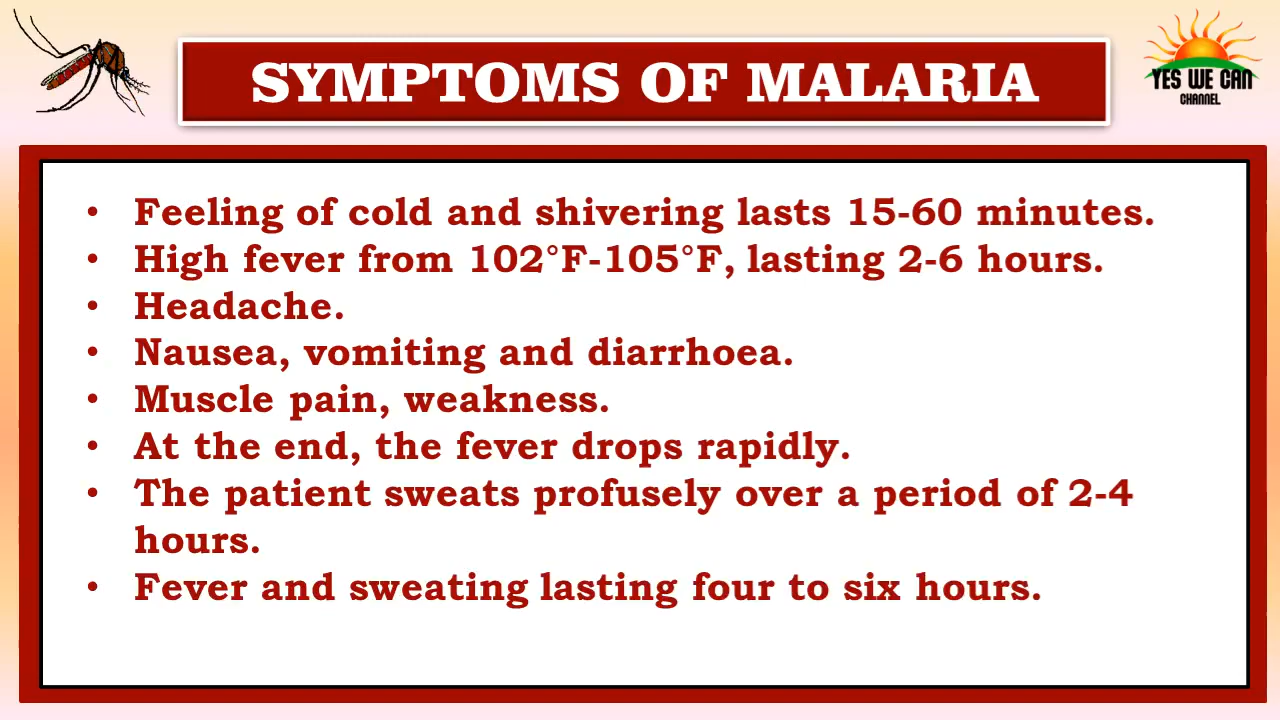 SYMPTOMS OF MALARIA
YES WE CAN
CHANNEL
• Feeling of cold and shivering lasts 15-60 minutes.
• High fever from 102°F-105°F, lasting 2-6 hours.
• Headache.
• Nausea, vomiting and diarrhoea.
• Muscle pain, weakness.
• At the end, the fever drops rapidly.
• The patient sweats profusely over a period of 2-4
hours.
• Fever and sweating lasting four to six hours.